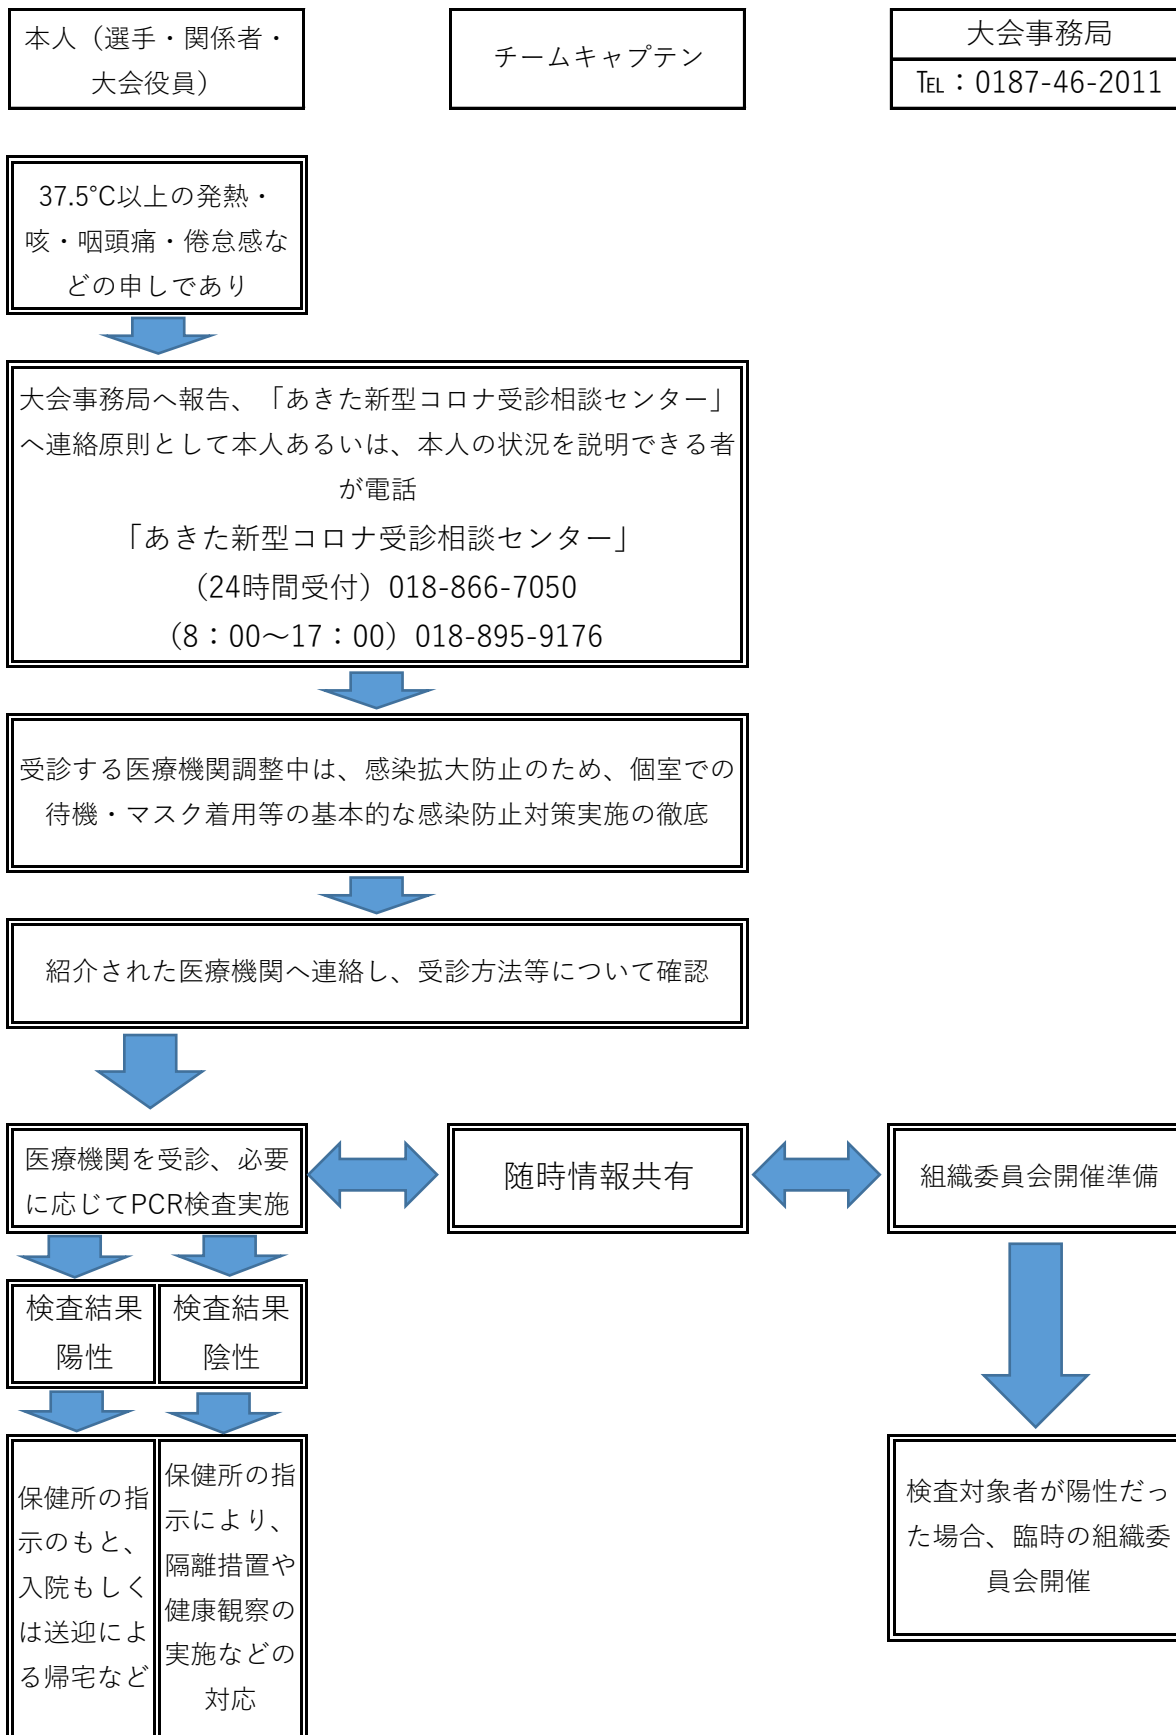 本人（選手・関係者・
大会役員）
チームキャプテン
大会事務局
℡：0187-46-2011
37.5℃以上の発熱・
咳・咽頭痛・倦怠感な
どの申しであり
大会事務局へ報告、「あきた新型コロナ受診相談センター」
へ連絡原則として本人あるいは、本人の状況を説明できる者
が電話
「あきた新型コロナ受診相談センター」
（24時間受付）018-866-7050
（8：00～17：00）018-895-9176
受診する医療機関調整中は、感染拡大防止のため、個室での
待機・マスク着用等の基本的な感染防止対策実施の徹底
紹介された医療機関へ連絡し、受診方法等について確認
医療機関を受診、必要
に応じてPCR検査実施
随時情報共有
組織委員会開催準備
検査結果
陽性
検査結果
陰性
保健所の指
示のもと、
入院もしく
は送迎によ
る帰宅など
保健所の指
示により、
隔離措置や
健康観察の
実施などの
対応
検査対象者が陽性だっ
た場合、臨時の組織委
員会開催